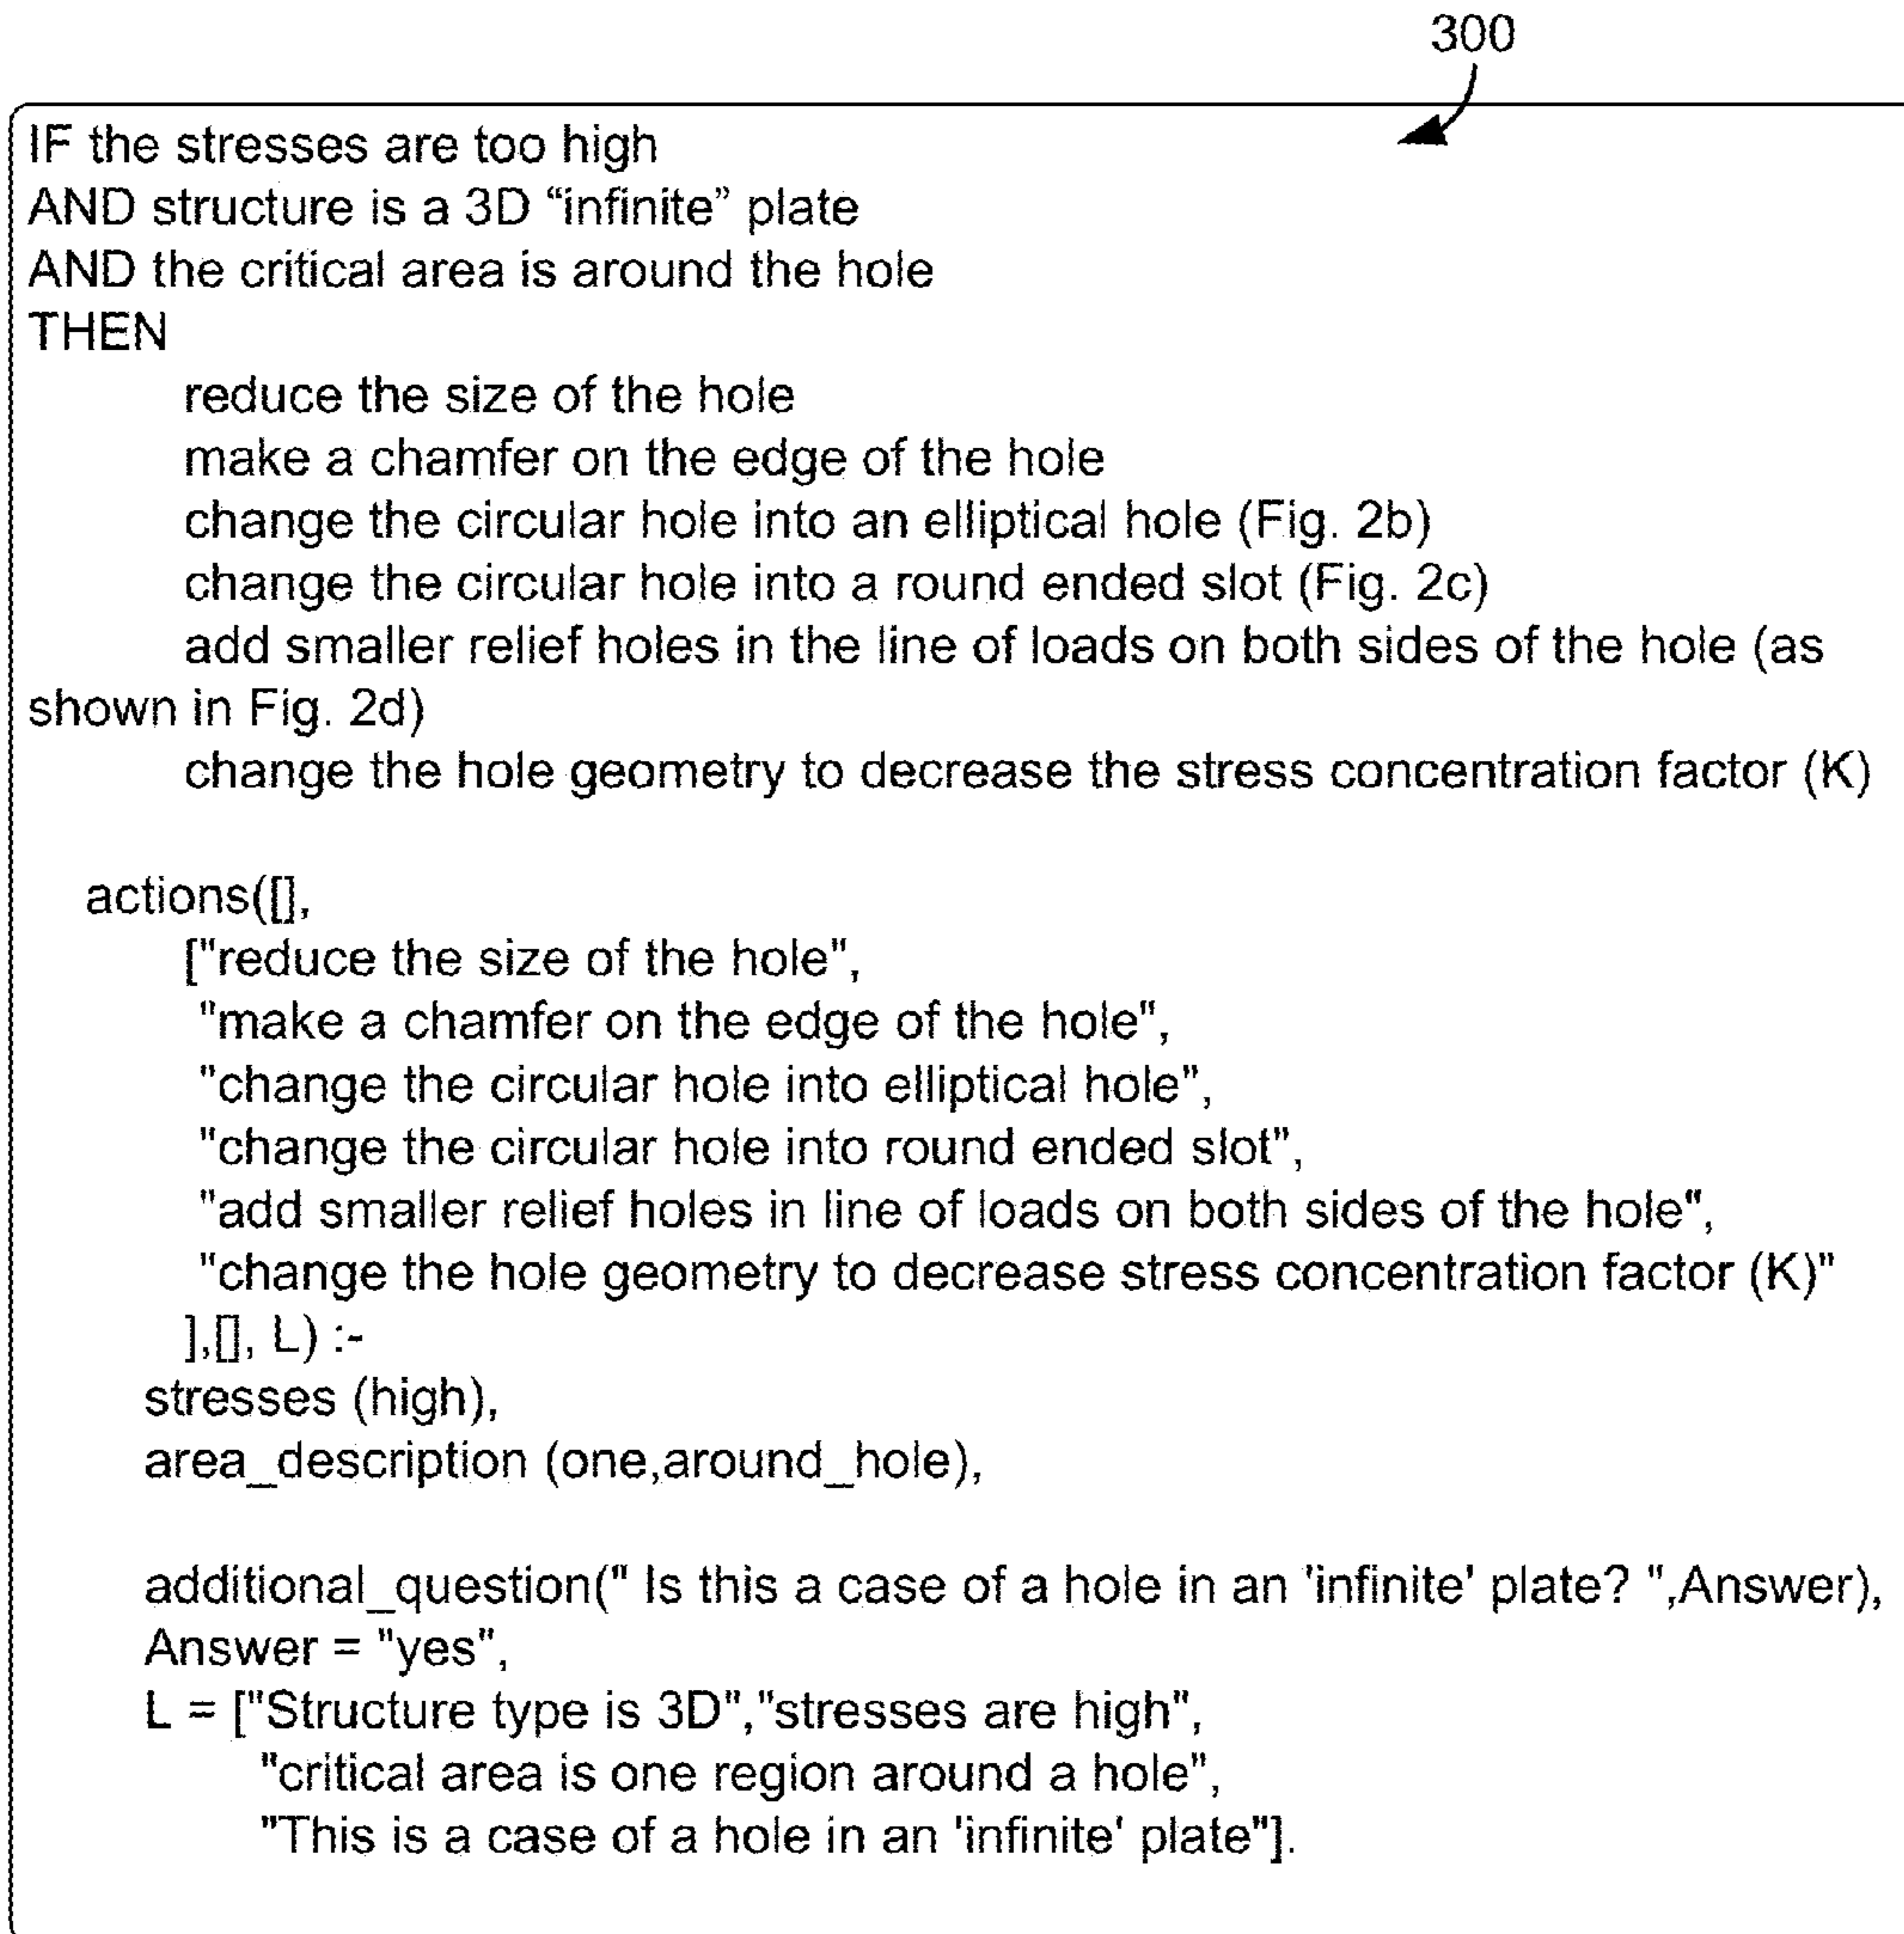 300
IF the stresses are too high
AND structure is a 3D “infinite” plate
AND the critical area is around the hole
THEN
reduce the size of the hole
make a chamfer on the edge of the hole
change the circular hole into an elliptical hole (Fig. 2b)
change the circular hole into a round ended slot (Fig. 2c)
add smaller relief holes in the line of loads on both sides of the hole (as
shown in Fig. 2d)
change the hole geometry to decrease the stress concentration factor (K)
actions([],
["reduce the size of the hole",
"make a chamfer on the edge of the hole",
"change the circular hole into elliptical hole",
"change the circular hole into round ended slot",
"add smaller relief holes in line of loads on both sides of the hole",
"change the hole geometry to decrease stress concentration factor (K)"
],[], L) :-
stresses (high),
area_description (one,around_hole),
additional_question(" Is this a case of a hole in an 'infinite' plate? ",Answer),
Answer = "yes",
L = ["Structure type is 3D","stresses are high",
"critical area is one region around a hole",
"This is a case of a hole in an 'infinite' plate"].